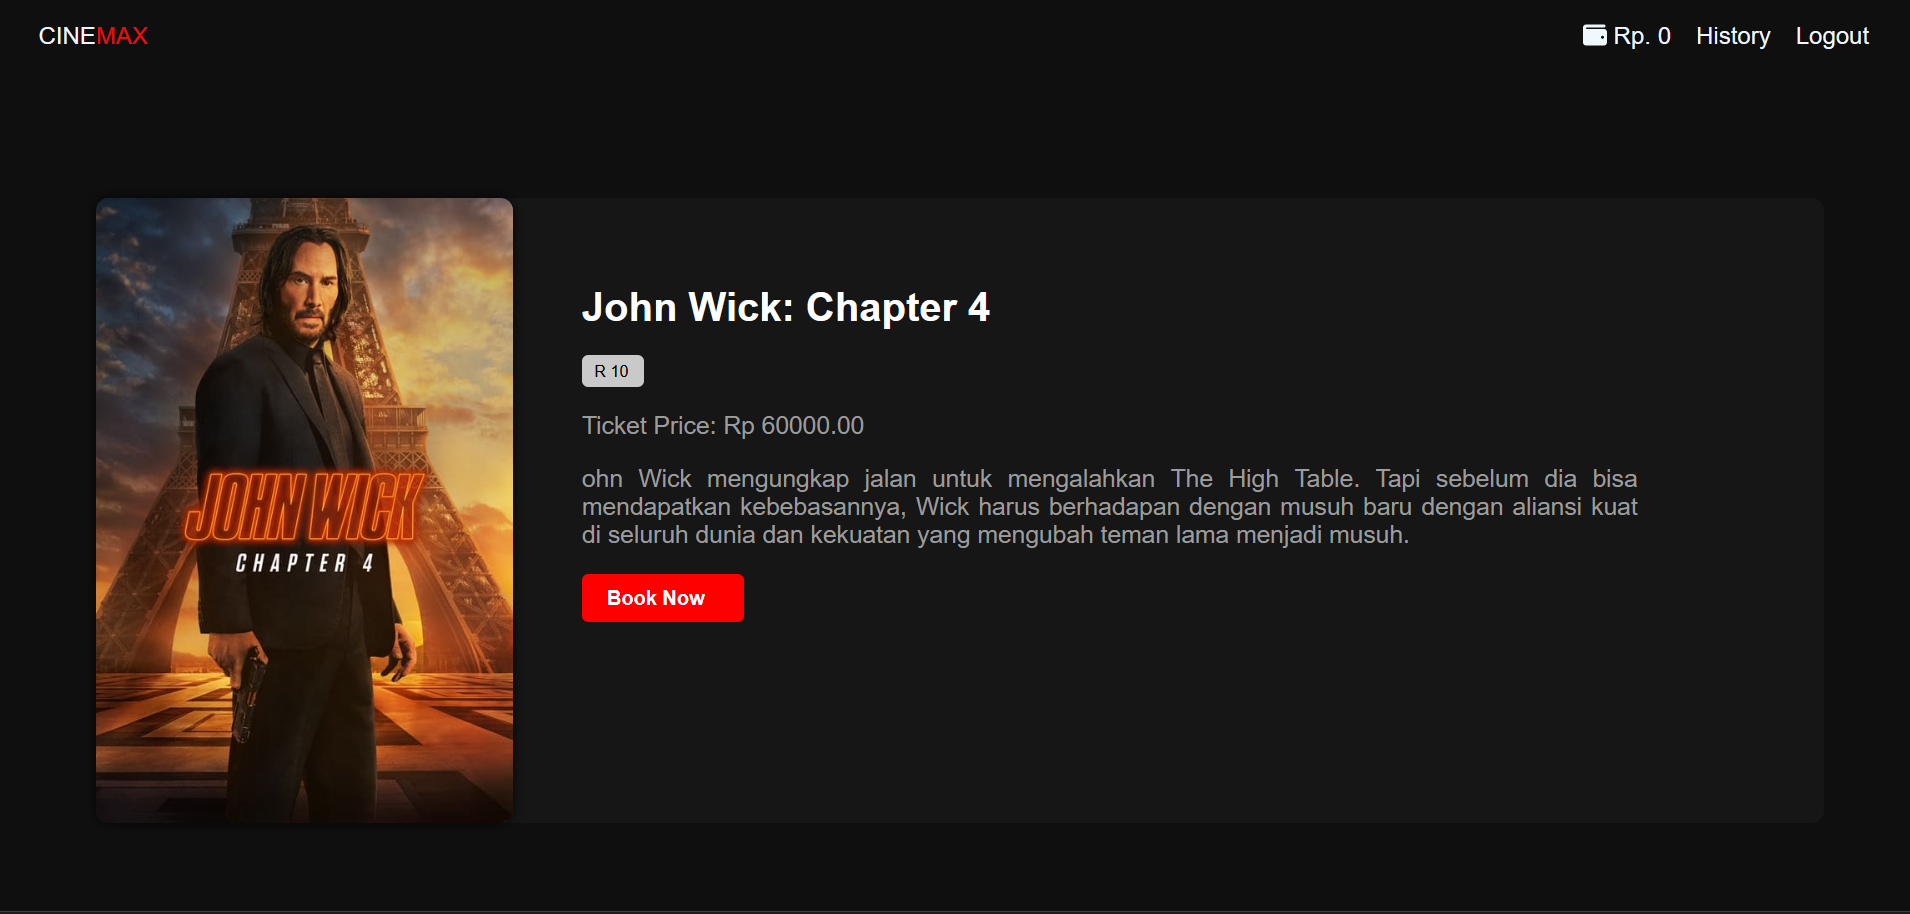 CINEMAX
Rp. 0 History Logout
John Wick: Chapter 4
R 10
Ticket Price: Rp 60000.00
ohn Wick mengungkap jalan untuk mengalahkan The High Table. Tapi sebelum dia bisa
mendapatkan kebebasannya, Wick harus berhadapan dengan musuh baru dengan aliansi kuat
di seluruh dunia dan kekuatan yang mengubah teman lama menjadi musuh.
Book Now
JOHN WICK
CHAPTER 4